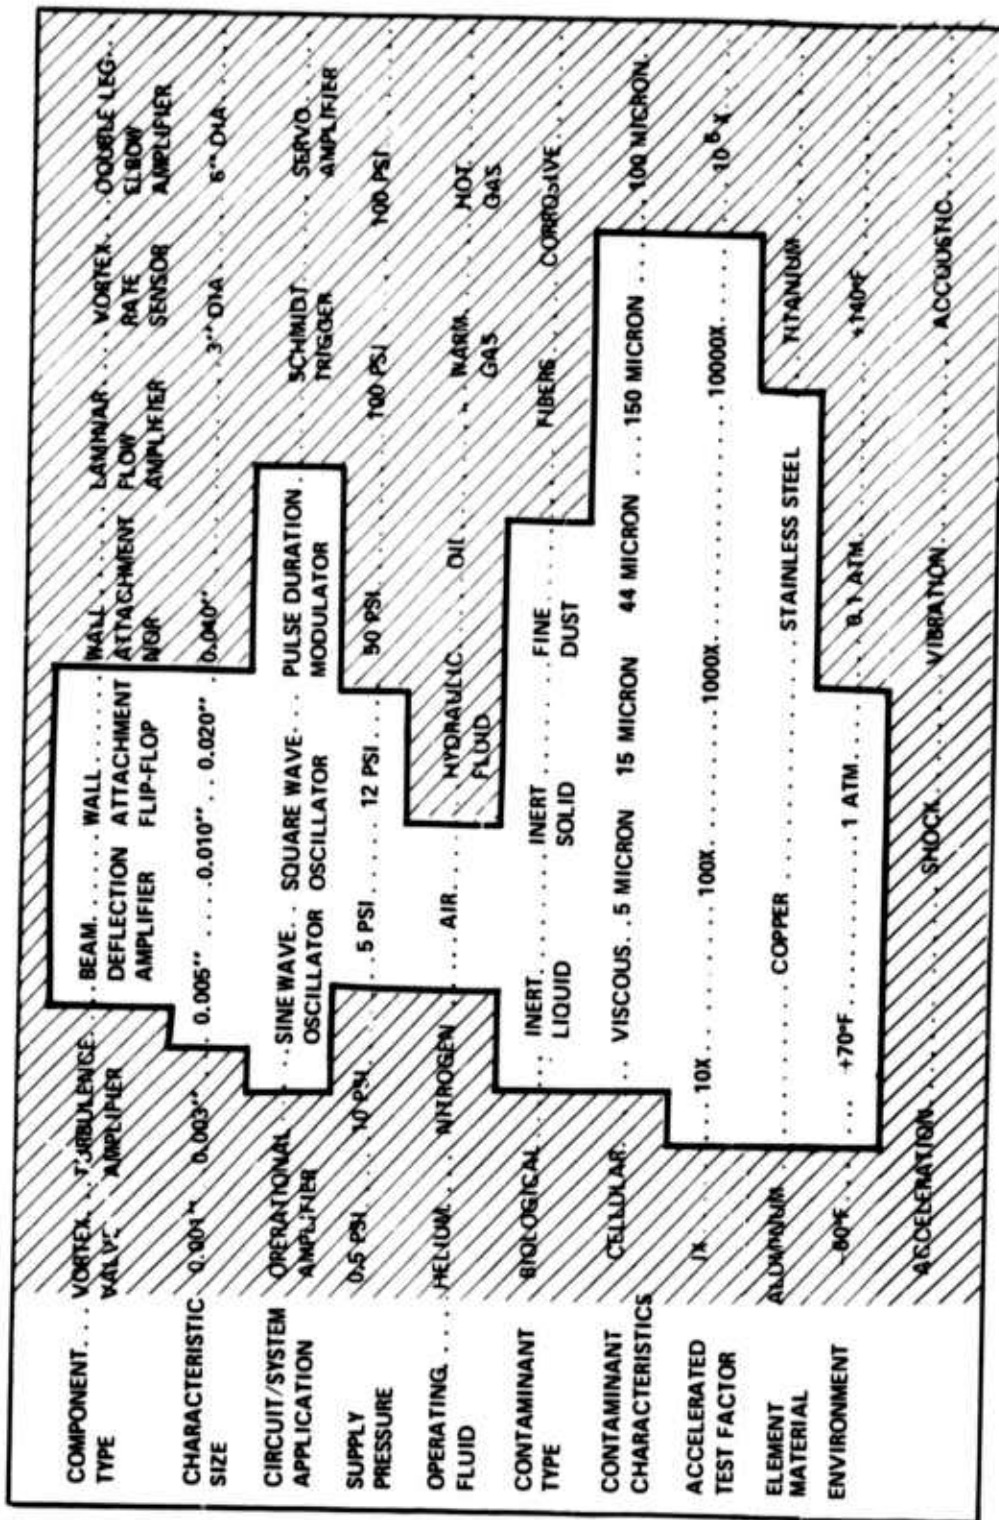 COMPONENT... VORTEX... TURBULENCE... BEAM..... WALL..... WALL..... LAMINAR.... VORTEX... DOUBLE LEG...
TYPE VALVE AMPLIFIER DEFLECTION ATTACHMENT ATTACHMENT FLOW RATE ELBOW
AMPLIFIER FLIP-FLOP NOR AMPLIFIER SENSOR AMPLIFIER
CHARACTERISTIC 0.001" 0.003" 0.005" 0.010" 0.020" 0.040" 3" DIA 6" DIA
SIZE
CIRCUIT/SYSTEM OPERATIONAL SINE WAVE SQUARE WAVE PULSE DURATION SCHMIDT SERVO
APPLICATION AMPLIFIER OSCILLATOR OSCILLATOR MODULATOR TRIGGER AMPLIFIER
SUPPLY 0.5 PSI 10 PSI 5 PSI 12 PSI 50 PSI 100 PSI 100 PSI
PRESSURE
OPERATING HELIUM NITROGEN AIR HYDRAULIC OIL WARM HOT
FLUID FLUID GAS GAS
CONTAMINANT BIOLOGICAL INERT INERT FINE FIBERS CORROSIVE
TYPE LIQUID SOLID DUST
CONTAMINANT CELLULAR VISCOUS 5 MICRON 15 MICRON 44 MICRON 150 MICRON 100 MICRON
CHARACTERISTICS
ACCELERATED 1X 10X 100X 1000X 10000X
TEST FACTOR
ELEMENT ALUMINUM COPPER STAINLESS STEEL TITANIUM
MATERIAL
ENVIRONMENT +70°F 1 ATM 0.1 ATM +140°F
ACCELERATION SHOCK VIBRATION ACCOUSTIC